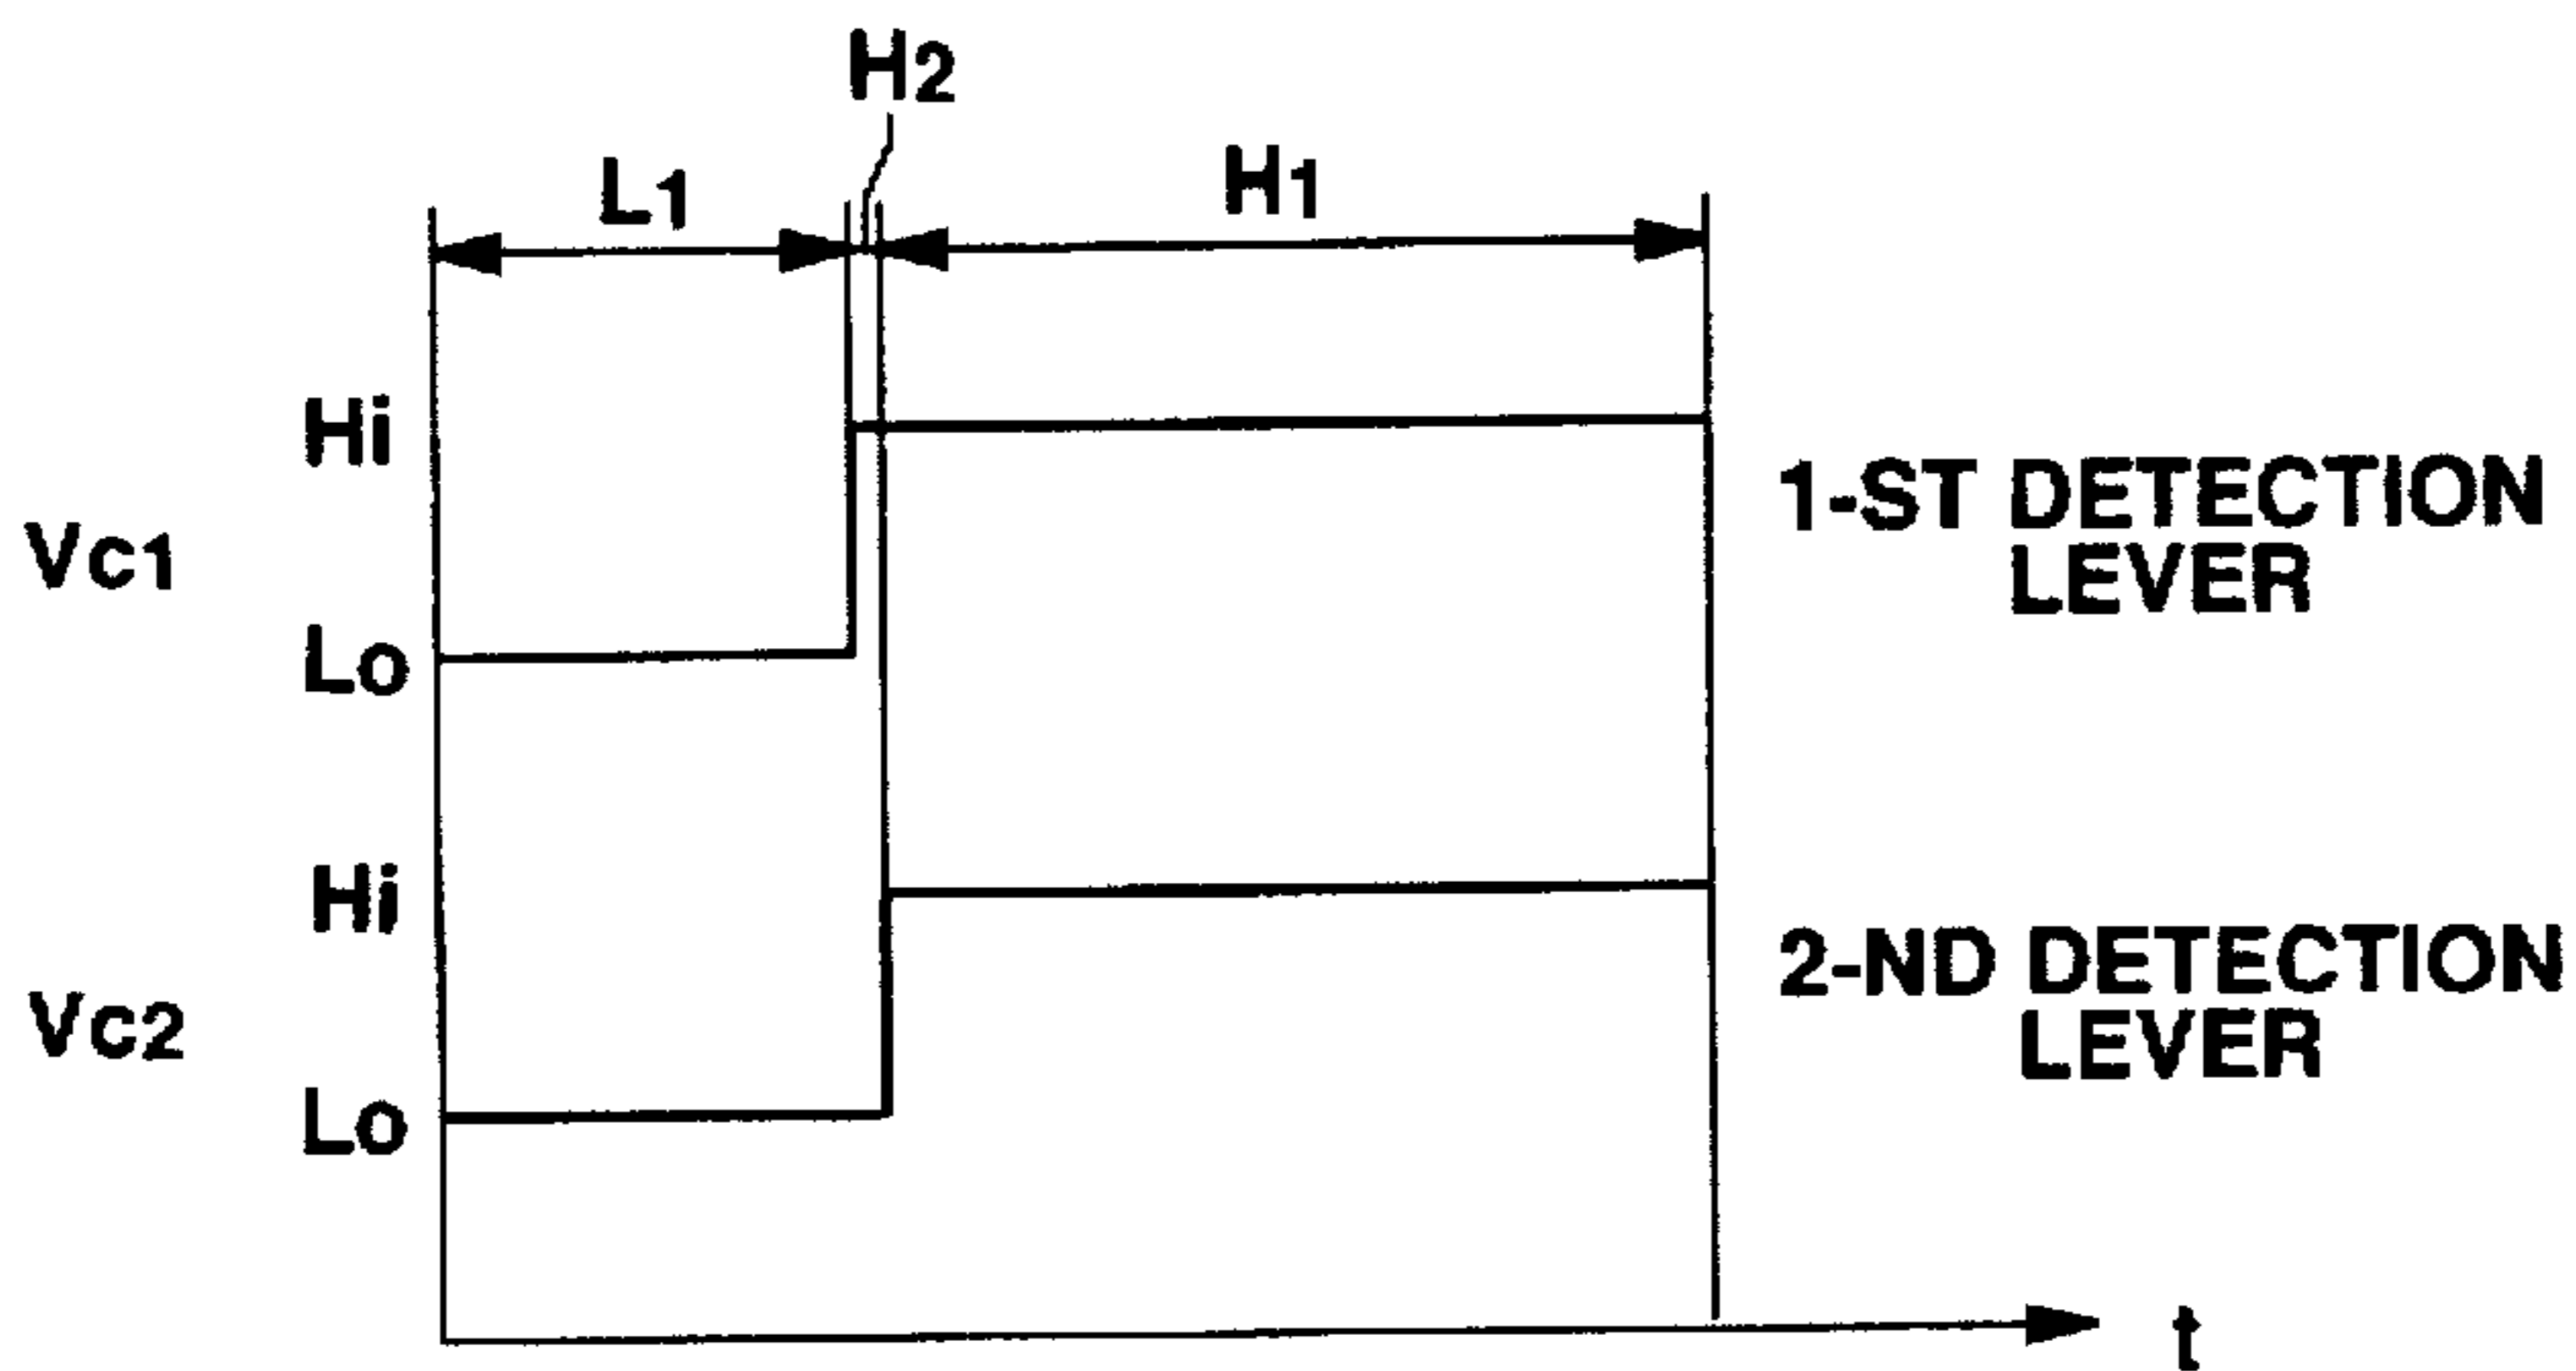 H2
L1
H1
Hi
Vc1
Lo
1-ST DETECTION
LEVER
Hi
Vc2
Lo
2-ND DETECTION
LEVER
t